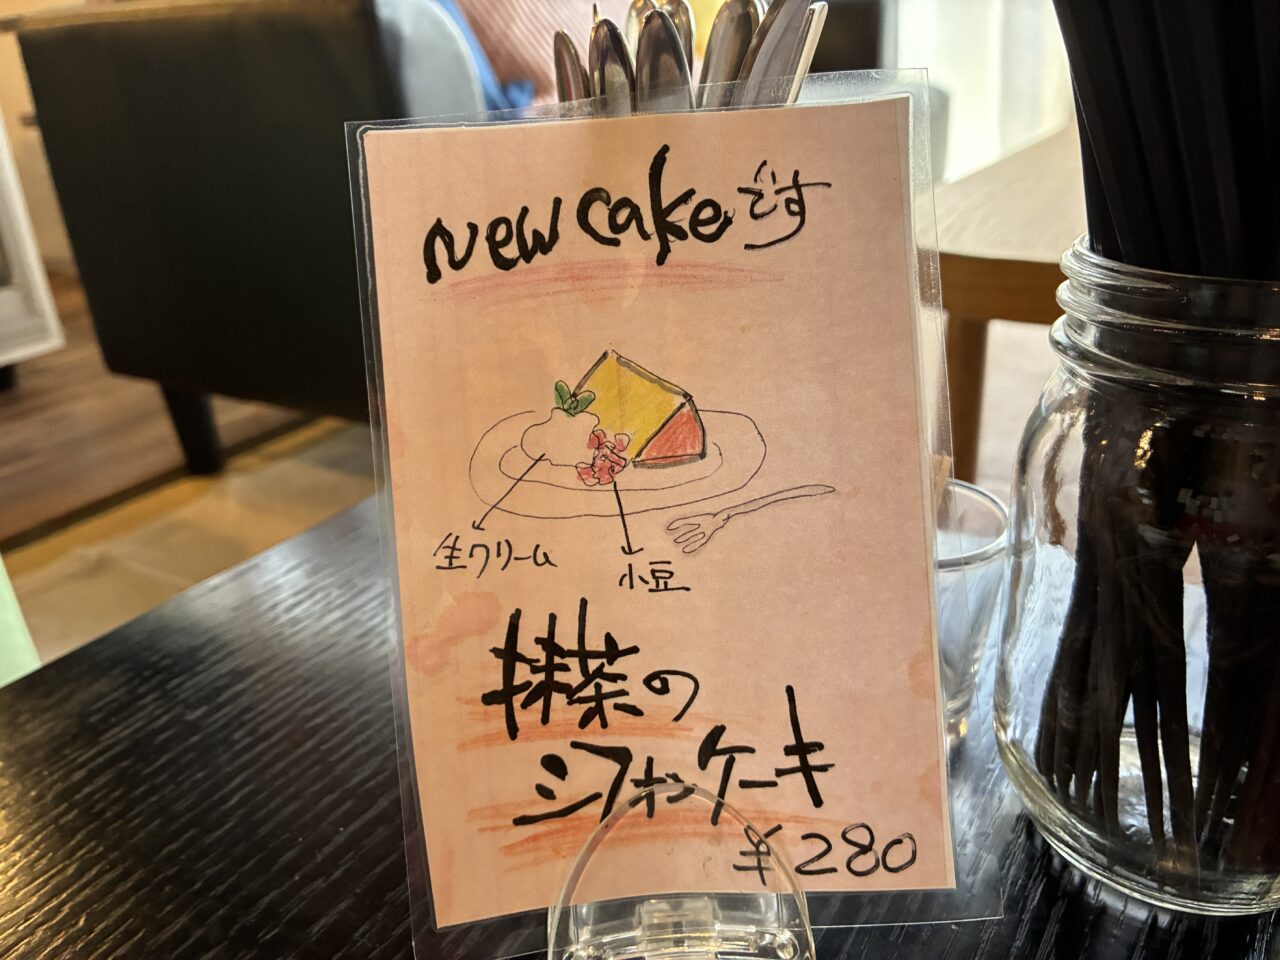 New Cakeです
生クリーム
小豆
抹茶の
シフォンケーキ
¥280